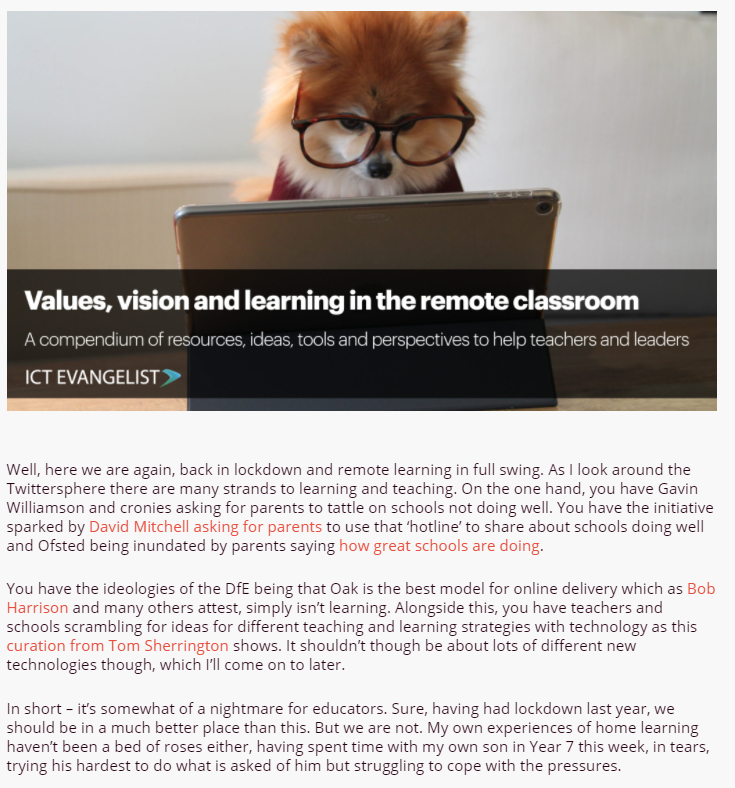 Values, vision and learning in the remote classroom
A compendium of resources, ideas, tools and perspectives to help teachers and leaders
ICT EVANGELIST
Well, here we are again, back in lockdown and remote learning in full swing. As I look around the
Twittersphere there are many strands to learning and teaching. On the one hand, you have Gavin
Williamson and cronies asking for parents to tattle on schools not doing well. You have the initiative
sparked by David Mitchell asking for parents to use that ‘hotline’ to share about schools doing well
and Ofsted being inundated by parents saying how great schools are doing.
You have the ideologies of the DfE being that Oak is the best model for online delivery which as Bob
Harrison and many others attest, simply isn’t learning. Alongside this, you have teachers and
schools scrambling for ideas for different teaching and learning strategies with technology as this
curation from Tom Sherrington shows. It shouldn’t though be about lots of different new
technologies though, which I’ll come on to later.
In short – it’s somewhat of a nightmare for educators. Sure, having had lockdown last year, we
should be in a much better place than this. But we are not. My own experiences of home learning
haven’t been a bed of roses either, having spent time with my own son in Year 7 this week, in tears,
trying his hardest to do what is asked of him but struggling to cope with the pressures.